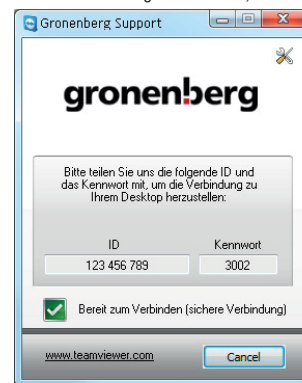 Gronenberg Support
gronenberg
Bitte teilen Sie uns die folgende ID und
das Kennwort mit, um die Verbindung zu
Ihrem Desktop herzustellen:
ID Kennwort
123 456 789 3002
Bereit zum Verbinden (sichere Verbindung)
www.teamviewer.com Cancel